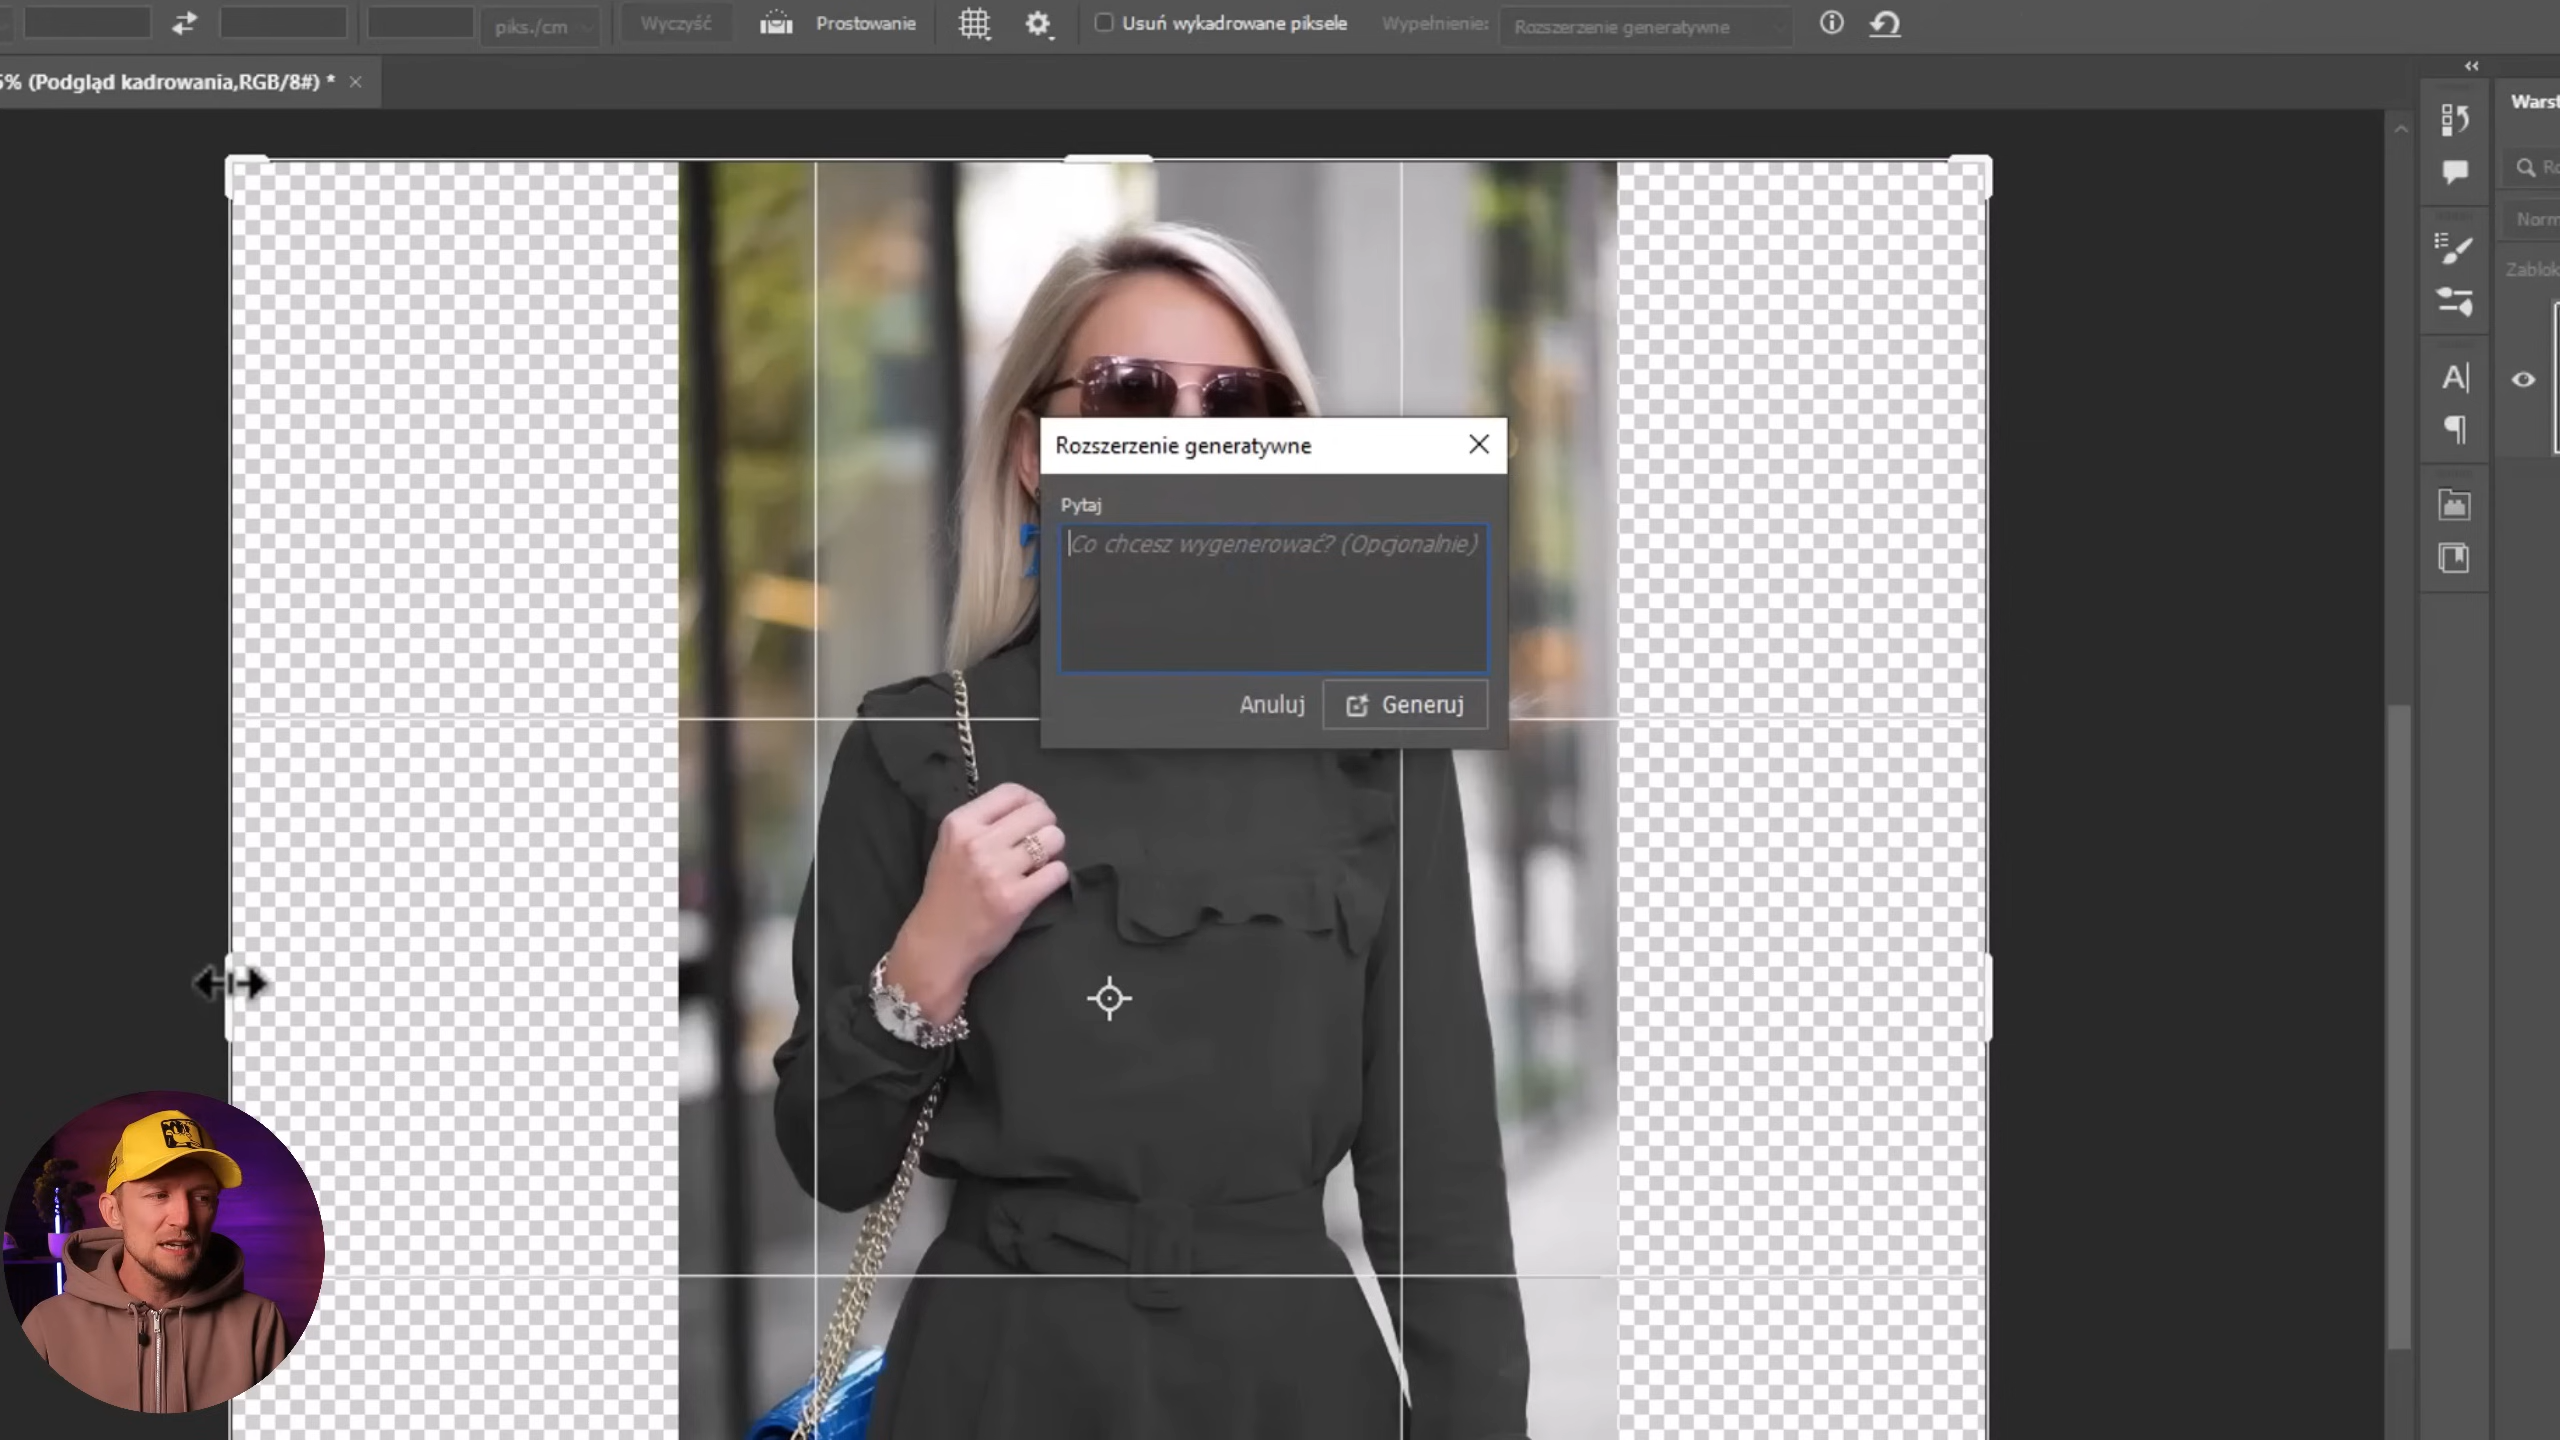 piks./cm
Wyczyść
Prostowanie
Usuń wykadrowane piksele
Wypełnienie:
Rozszerzenie generatywne
% (Podgląd kadrowania,RGB/8#) *
Warst
Norm
Zablok
Rozszerzenie generatywne
Pytaj
Co chcesz wygenerować? (Opcjonalnie)
Anuluj
Generuj